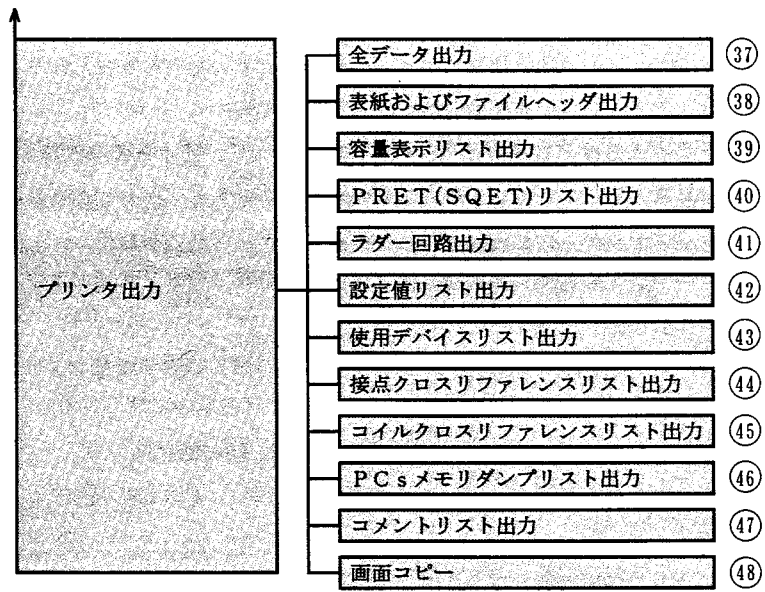 プリンタ出力
全データ出力 ㊲
表紙およびファイルヘッダ出力 ㊳
容量表示リスト出力 ㊴
PRET(SQET)リスト出力 ㊵
ラダー回路出力 ㊶
設定値リスト出力 ㊷
使用デバイスリスト出力 ㊸
接点クロスリファレンスリスト出力 ㊹
コイルクロスリファレンスリスト出力 ㊺
PCsメモリダンプリスト出力 ㊻
コメントリスト出力 ㊼
画面コピー ㊽